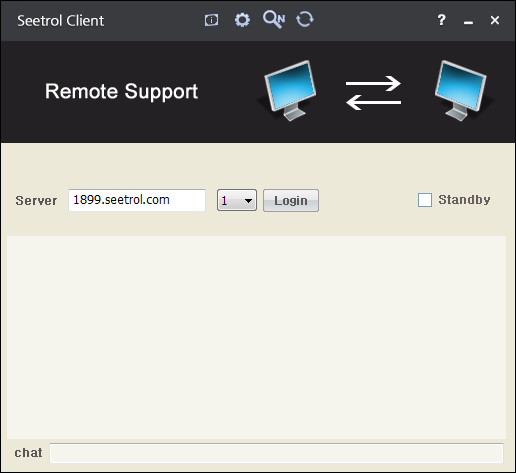 Seetrol Client
N
?
Remote Support
Server 1899.seetrol.com 1 Login Standby
chat